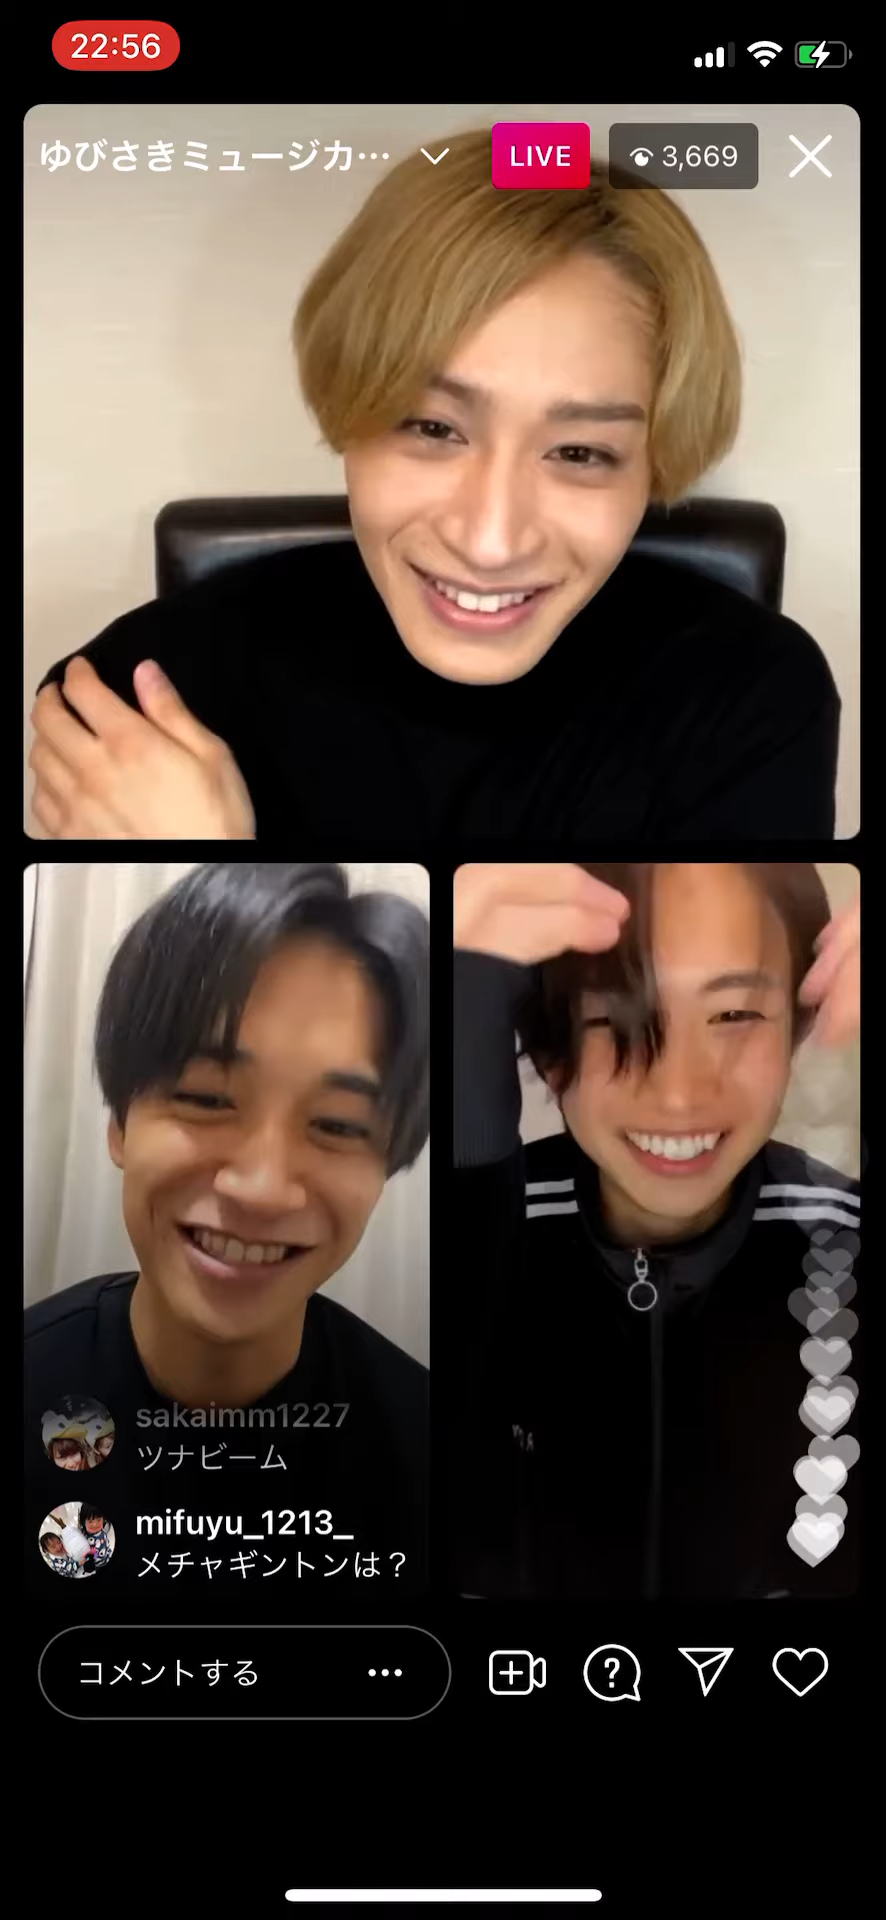 22:56
ゆびさきミュージカ…
LIVE
3,669
sakaimm1227
ツナビーム
mifuyu_1213_
メチャギントンは？
コメントする